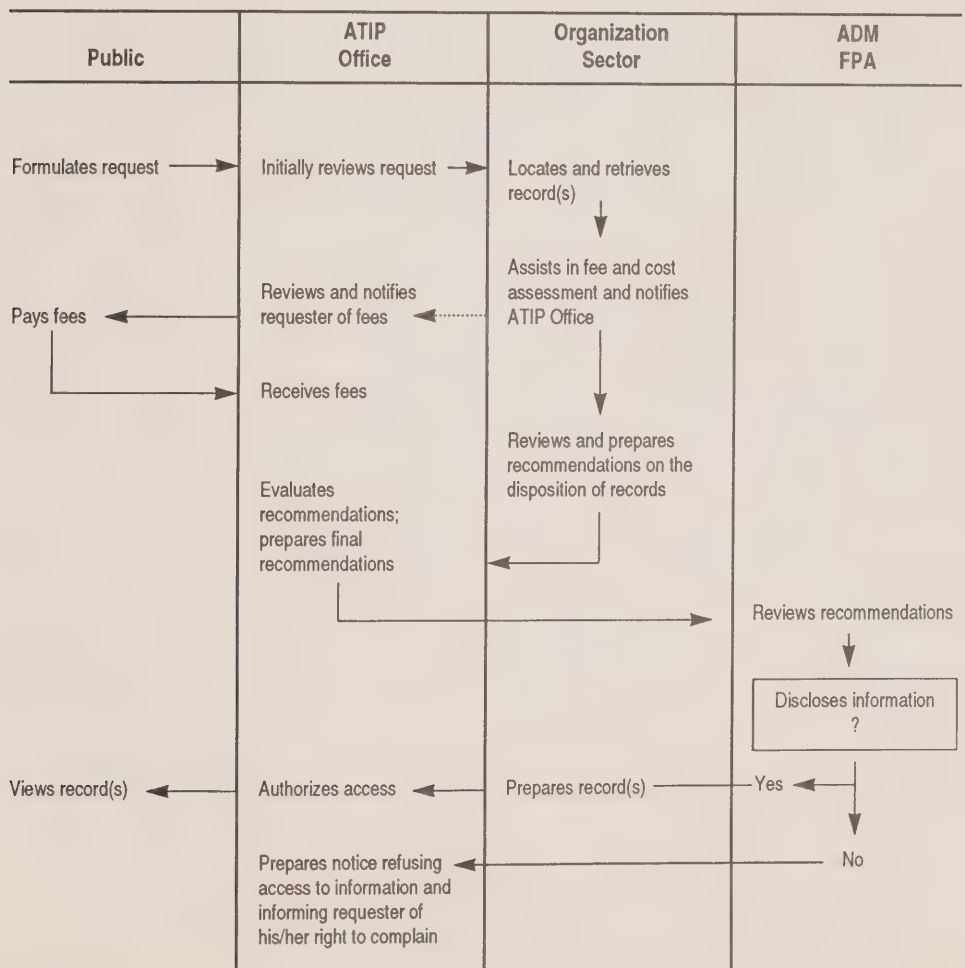 Public
ATIP
Office
Organization
Sector
ADM
FPA
Formulates request
Initially reviews request
Locates and retrieves
record(s)
Assists in fee and cost
assessment and notifies
ATIP Office
Reviews and notifies
requester of fees
Pays fees
Receives fees
Reviews and prepares
recommendations on the
disposition of records
Evaluates
recommendations;
prepares final
recommendations
Reviews recommendations
Discloses information
?
Views record(s)
Authorizes access
Prepares record(s)
Yes
No
Prepares notice refusing
access to information and
informing requester of
his/her right to complain